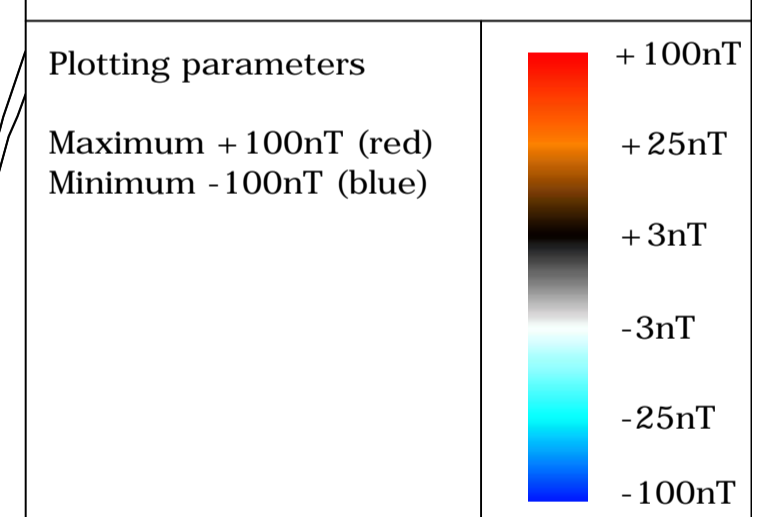 Plotting parameters
Maximum +100nT (red)
Minimum -100nT (blue)
+100nT
+25nT
+3nT
-3nT
-25nT
-100nT